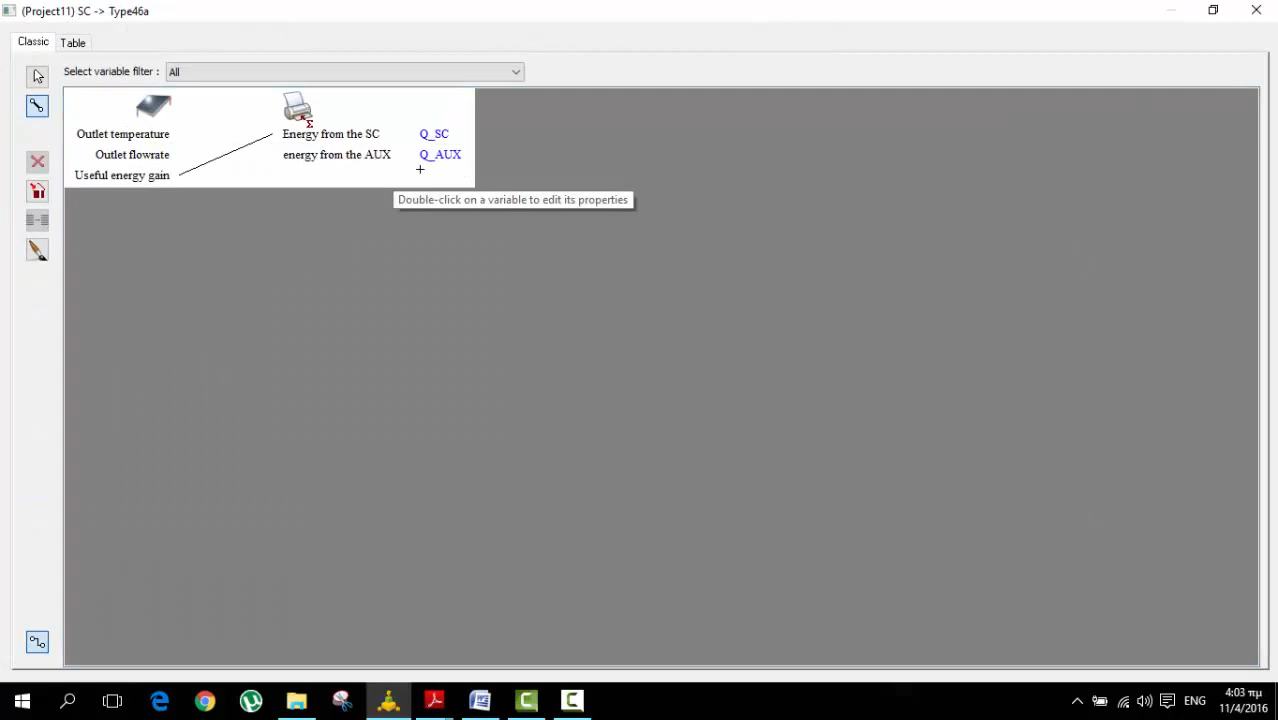 (Project11) SC -> Type46a
Classic Table
Select variable filter : All
Outlet temperature Energy from the SC Q_SC
Outlet flowrate energy from the AUX Q_AUX
Useful energy gain
Double-click on a variable to edit its properties
ENG
4:03 πμ
11/4/2016